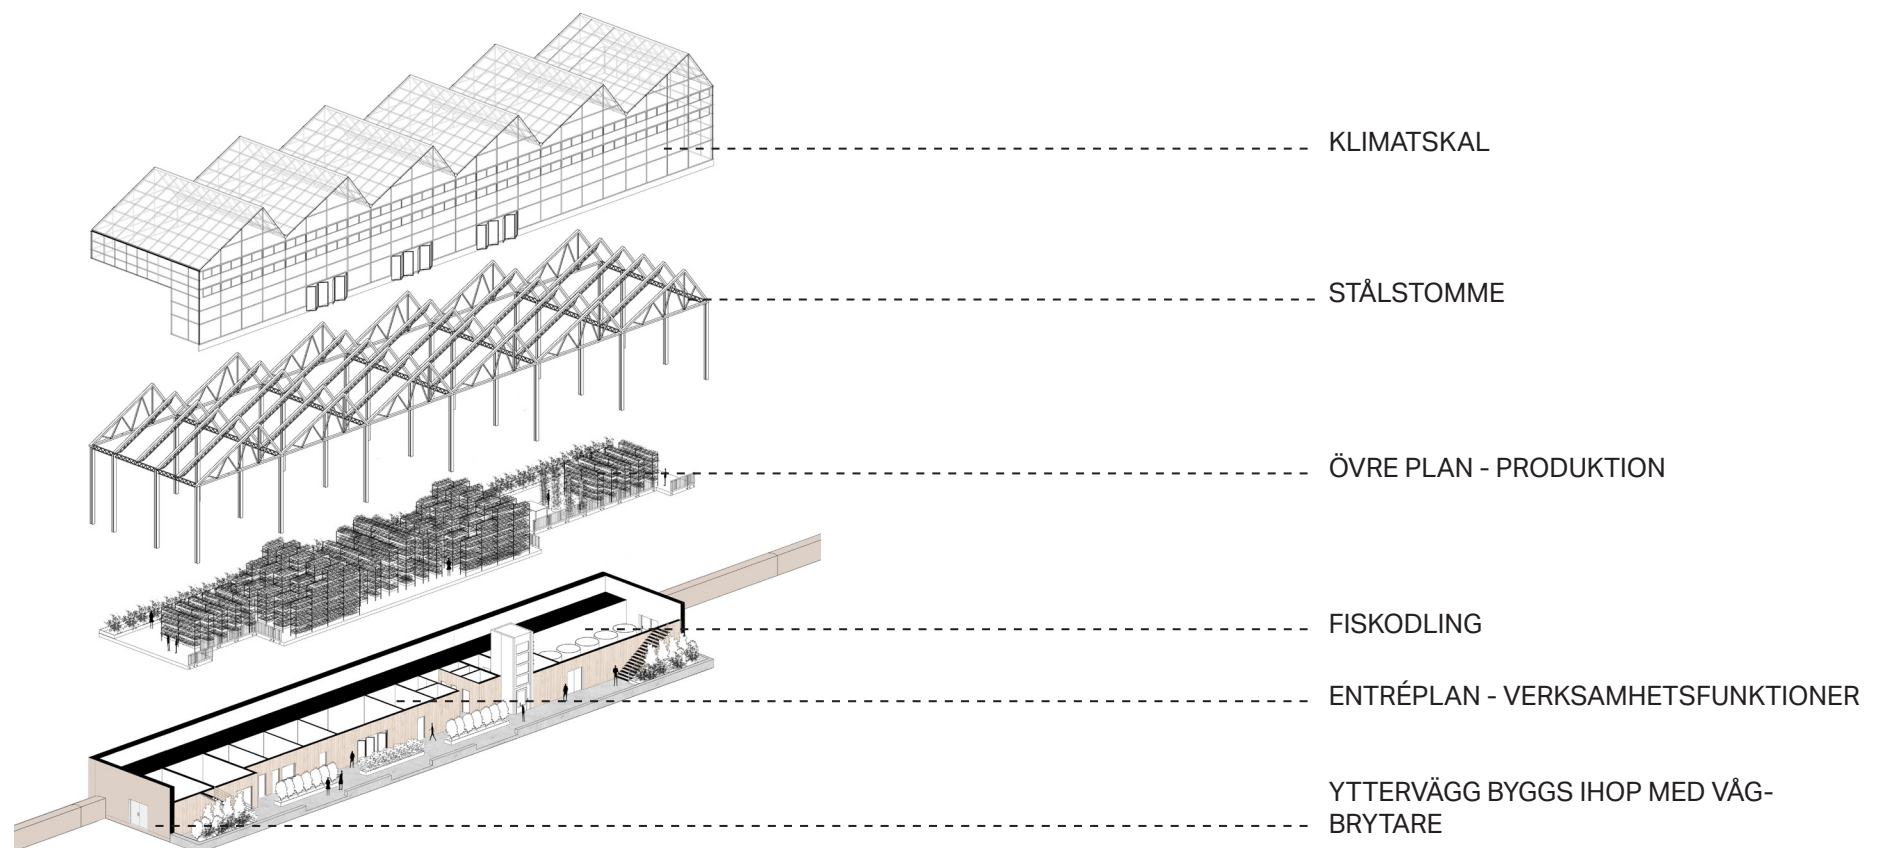 KLIMATSKAL
STÅLSTOMME
ÖVRE PLAN - PRODUKTION
FISKODLING
ENTRÉPLAN - VERKSAMHETSFUNKTIONER
YTTERVÄGG BYGGS IHOP MED VÅG-
BRYTARE